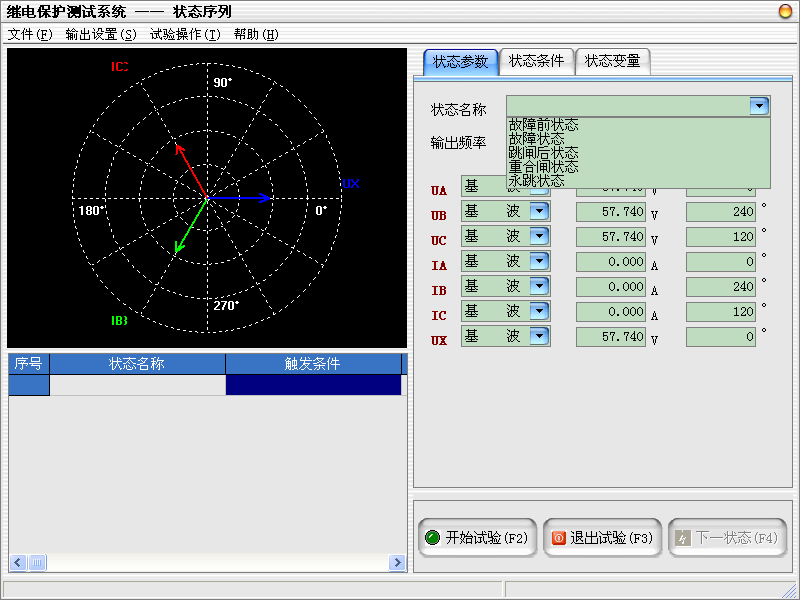 继电保护测试系统 —— 状态序列
文件(F) 输出设置(S) 试验操作(T) 帮助(H)
状态参数 状态条件 状态变量
IC
90°
UX
180°
0°
270°
IB
状态名称
故障前状态
故障状态
跳闸后状态
重合闸状态
永跳状态
输出频率
UA 基 57.740 V 0 °
UB 基 波 57.740 V 240 °
UC 基 波 57.740 V 120 °
IA 基 波 0.000 A 0 °
IB 基 波 0.000 A 240 °
IC 基 波 0.000 A 120 °
UX 基 波 57.740 V 0 °
序号 状态名称 触发条件
开始试验(F2) 退出试验(F3) 下一状态(F4)